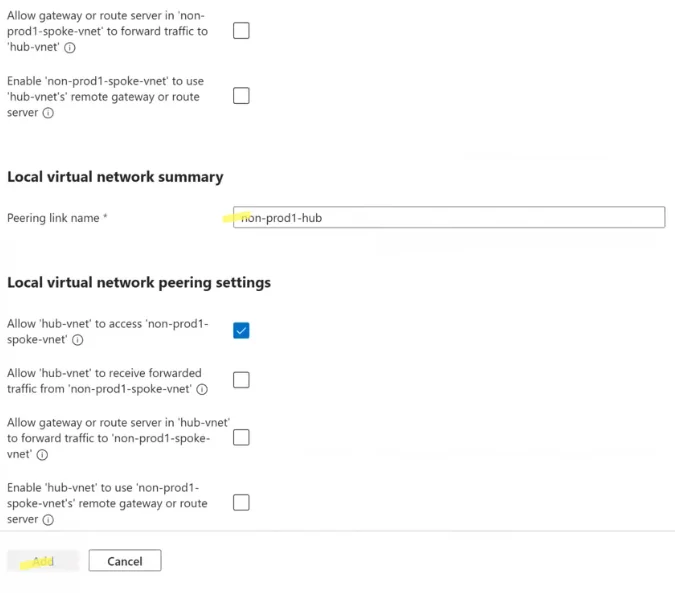 Allow gateway or route server in 'non-
prod1-spoke-vnet' to forward traffic to
'hub-vnet'
Enable 'non-prod1-spoke-vnet' to use
'hub-vnet's' remote gateway or route
server
Local virtual network summary
Peering link name *
non-prod1-hub
Local virtual network peering settings
Allow 'hub-vnet' to access 'non-prod1-
spoke-vnet'
Allow 'hub-vnet' to receive forwarded
traffic from 'non-prod1-spoke-vnet'
Allow gateway or route server in 'hub-vnet'
to forward traffic to 'non-prod1-spoke-
vnet'
Enable 'hub-vnet' to use 'non-prod1-
spoke-vnet's' remote gateway or route
server
Add
Cancel